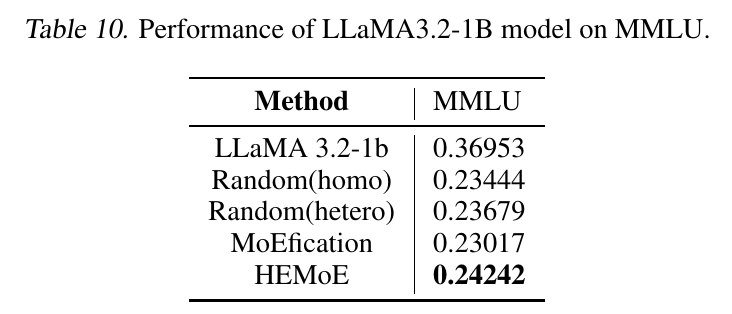 Table 10. Performance of LLaMA3.2-1B model on MMLU.
Method MMLU
LLaMA 3.2-1b 0.36953
Random(homo) 0.23444
Random(hetero) 0.23679
MoEfication 0.23017
HEMoE 0.24242